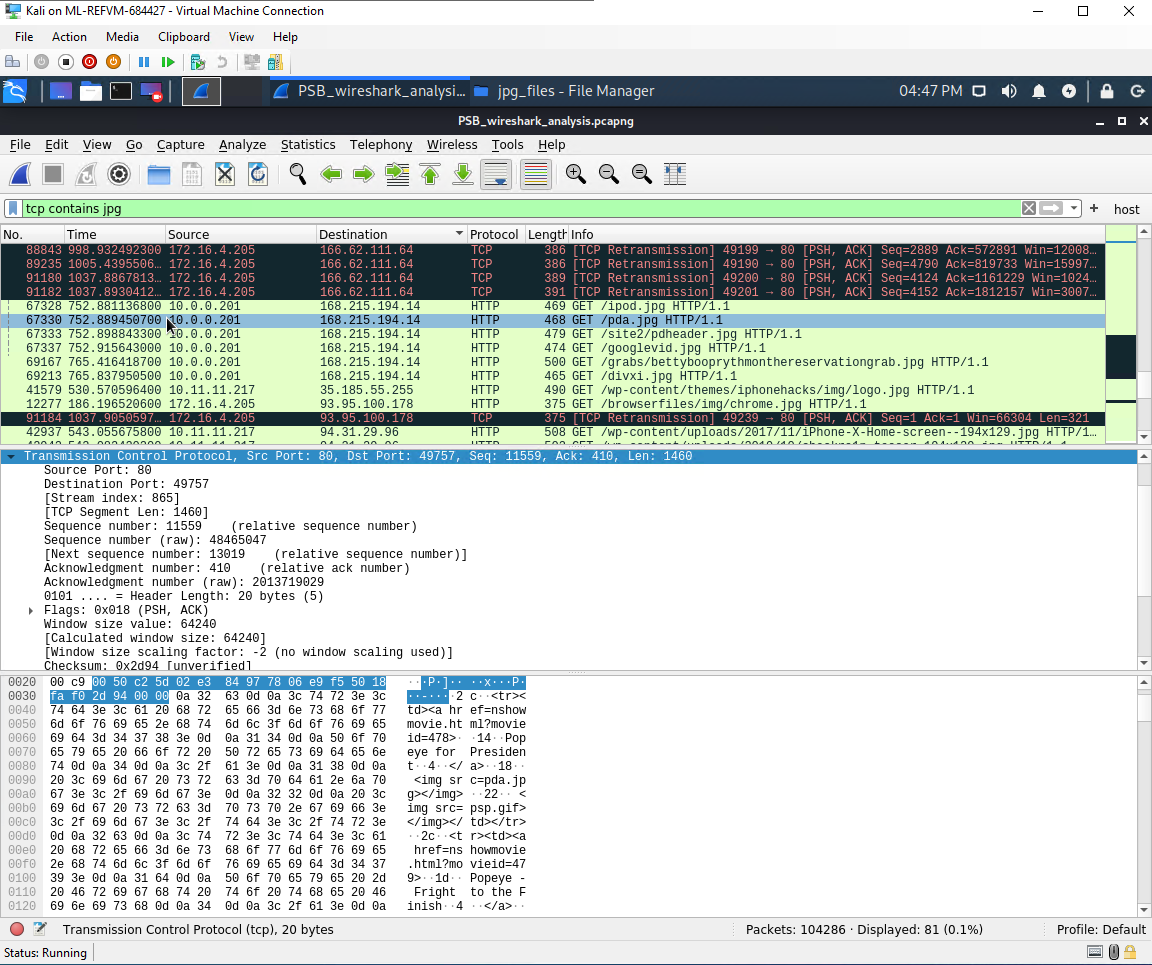 Kali on ML-REFVM-684427 - Virtual Machine Connection
File Action Media Clipboard View Help
PSB_wireshark_analysi... jpg_files - File Manager 04:47 PM
PSB_wireshark_analysis.pcapng
File Edit View Go Capture Analyze Statistics Telephony Wireless Tools Help
tcp contains jpg + host
No. Time Source Destination Protocol Length Info
88843 998.932492300 172.16.4.205 166.62.111.64 TCP 386 [TCP Retransmission] 49199 → 80 [PSH, ACK] Seq=2889 Ack=572891 Win=12008…
89235 1005.4395506… 172.16.4.205 166.62.111.64 TCP 386 [TCP Retransmission] 49190 → 80 [PSH, ACK] Seq=4790 Ack=819733 Win=15997…
91180 1037.8867813… 172.16.4.205 166.62.111.64 TCP 389 [TCP Retransmission] 49200 → 80 [PSH, ACK] Seq=4124 Ack=1161229 Win=1024…
91182 1037.8930412… 172.16.4.205 166.62.111.64 TCP 391 [TCP Retransmission] 49201 → 80 [PSH, ACK] Seq=4152 Ack=1812157 Win=3007…
67328 752.881136800 10.0.0.201 168.215.194.14 HTTP 469 GET /ipod.jpg HTTP/1.1
67330 752.889450700 10.0.0.201 168.215.194.14 HTTP 468 GET /pda.jpg HTTP/1.1
67333 752.898843300 10.0.0.201 168.215.194.14 HTTP 479 GET /site2/pdheader.jpg HTTP/1.1
67337 752.915643000 10.0.0.201 168.215.194.14 HTTP 474 GET /googlevid.jpg HTTP/1.1
69167 765.416418700 10.0.0.201 168.215.194.14 HTTP 500 GET /grabs/bettybooprythmonthereservationgrab.jpg HTTP/1.1
69213 765.837950500 10.0.0.201 168.215.194.14 HTTP 465 GET /divxi.jpg HTTP/1.1
41579 530.570596400 10.11.11.217 35.185.55.255 HTTP 490 GET /wp-content/themes/iphonehacks/img/logo.jpg HTTP/1.1
12277 186.196520600 172.16.4.205 93.95.100.178 HTTP 375 GET /browserfiles/img/chrome.jpg HTTP/1.1
91184 1037.9050597… 172.16.4.205 93.95.100.178 TCP 375 [TCP Retransmission] 49239 → 80 [PSH, ACK] Seq=1 Ack=1 Win=66304 Len=321
42937 543.055675800 10.11.11.217 94.31.29.96 HTTP 508 GET /wp-content/uploads/2017/11/iPhone-X-Home-screen--194x129.jpg HTTP/1…
Transmission Control Protocol, Src Port: 80, Dst Port: 49757, Seq: 11559, Ack: 410, Len: 1460
Source Port: 80
Destination Port: 49757
[Stream index: 865]
[TCP Segment Len: 1460]
Sequence number: 11559 (relative sequence number)
Sequence number (raw): 48465047
[Next sequence number: 13019 (relative sequence number)]
Acknowledgment number: 410 (relative ack number)
Acknowledgment number (raw): 2013719029
0101 .... = Header Length: 20 bytes (5)
Flags: 0x018 (PSH, ACK)
Window size value: 64240
[Calculated window size: 64240]
[Window size scaling factor: -2 (no window scaling used)]
Checksum: 0x2d94 [unverified]
0020 00 c9 00 50 c2 5d 02 e3 84 97 78 06 e9 f5 50 18 ···P·]·· ··x···P·
0030 fa f0 2d 94 00 00 0a 32 63 0d 0a 3c 74 72 3e 3c ··-····2 c··<tr><
0040 74 64 3e 3c 61 20 68 72 65 66 3d 6e 73 68 6f 77 td><a hr ef=nshow
0050 6d 6f 76 69 65 2e 68 74 6d 6c 3f 6d 6f 76 69 65 movie.ht ml?movie
0060 69 64 3d 34 37 38 3e 0d 0a 31 34 0d 0a 50 6f 70 id=478>· ·14··Pop
0070 65 79 65 20 66 6f 72 20 50 72 65 73 69 64 65 6e eye for Presiden
0080 74 0d 0a 34 0d 0a 3c 2f 61 3e 0d 0a 31 38 0d 0a t··4··</ a>··18··
0090 20 3c 69 6d 67 20 73 72 63 3d 70 64 61 2e 6a 70 <img sr c=pda.jp
00a0 67 3e 3c 2f 69 6d 67 3e 0d 0a 32 32 0d 0a 20 3c g></img> ··22·· <
00b0 69 6d 67 20 73 72 63 3d 70 73 70 2e 67 69 66 3e img src= psp.gif>
00c0 3c 2f 69 6d 67 3e 3c 2f 74 64 3e 3c 2f 74 72 3e </img></ td></tr>
00d0 0d 0a 32 63 0d 0a 3c 74 72 3e 3c 74 64 3e 3c 61 ··2c··<t r><td><a
00e0 20 68 72 65 66 3d 6e 73 68 6f 77 6d 6f 76 69 65 href=ns howmovie
00f0 2e 68 74 6d 6c 3f 6d 6f 76 69 65 69 64 3d 34 37 .html?mo vieid=47
0100 39 3e 0d 0a 31 64 0d 0a 50 6f 70 65 79 65 20 2d 9>··1d·· Popeye -
0110 20 46 72 69 67 68 74 20 74 6f 20 74 68 65 20 46 Fright to the F
0120 69 6e 69 73 68 0d 0a 34 0d 0a 3c 2f 61 3e 0d 0a inish··4 ··</a>··
Transmission Control Protocol (tcp), 20 bytes Packets: 104286 · Displayed: 81 (0.1%) Profile: Default
Status: Running